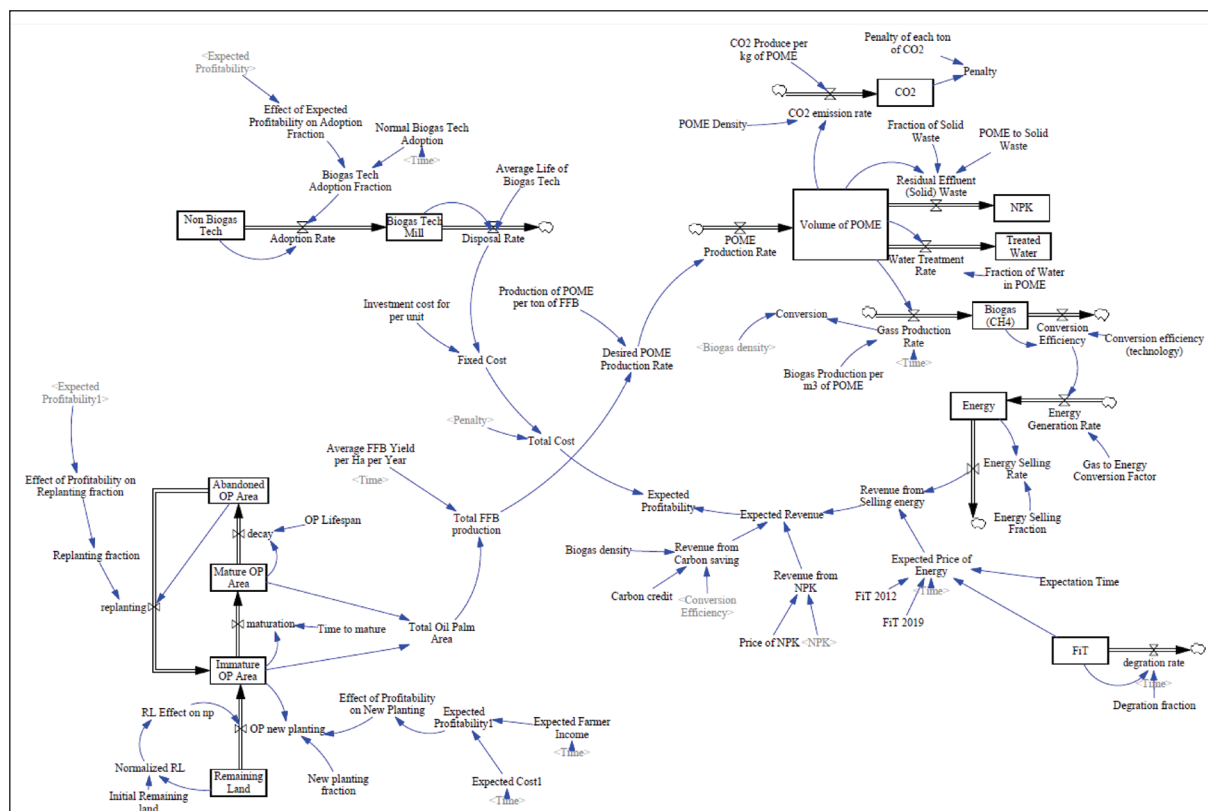 CO2 Produce per
kg of POME
Penalty of each ton
of CO2
Penalty
CO2
CO2 emission rate
POME Density
<Expected
Profitability>
Effect of Expected
Profitability on Adoption
Fraction
Normal Biogas Tech
Adoption
<Time>
Biogas Tech
Adoption Fraction
Average Life of
Biogas Tech
Non Biogas
Tech
Adoption Rate
Biogas Tech
Mill
Disposal Rate
Fraction of Solid
Waste
POME to Solid
Waste
Residual Effluent
(Solid) Waste
NPK
Volume of POME
POME
Production Rate
Treated
Water
Water Treatment
Rate
Fraction of Water
in POME
Production of POME
per ton of FFB
Investment cost for
per unit
Fixed Cost
Desired POME
Production Rate
Conversion
<Biogas density>
Gass Production
Rate
<Time>
Biogas Production per
m3 of POME
Biogas
(CH4)
Conversion
Efficiency
Conversion efficiency
(technology)
Energy
Energy
Generation Rate
Gas to Energy
Conversion Factor
Energy Selling
Rate
Energy Selling
Fraction
<Expected
Profitability1>
Effect of Profitability on
Replanting fraction
Replanting fraction
replanting
<Penalty>
Total Cost
Average FFB Yield
per Ha per Year
<Time>
Total FFB
production
Abandoned
OP Area
OP Lifespan
decay
Mature OP
Area
maturation
Time to mature
Total Oil Palm
Area
Immature
OP Area
Expected
Profitability
Expected Revenue
Revenue from
Selling energy
Biogas density
Revenue from
Carbon saving
Carbon credit
<Conversion
Efficiency>
Revenue from
NPK
Price of NPK
<NPK>
Expected Price of
Energy
FiT 2012
<Time>
FiT 2019
Expectation Time
FiT
degration rate
<Time>
Degration fraction
RL Effect on np
OP new planting
Effect of Profitability
on New Planting
Expected
Profitability1
Expected Farmer
Income
<Time>
Normalized RL
Initial Remaining
land
Remaining
Land
New planting
fraction
Expected Cost1
<Time>